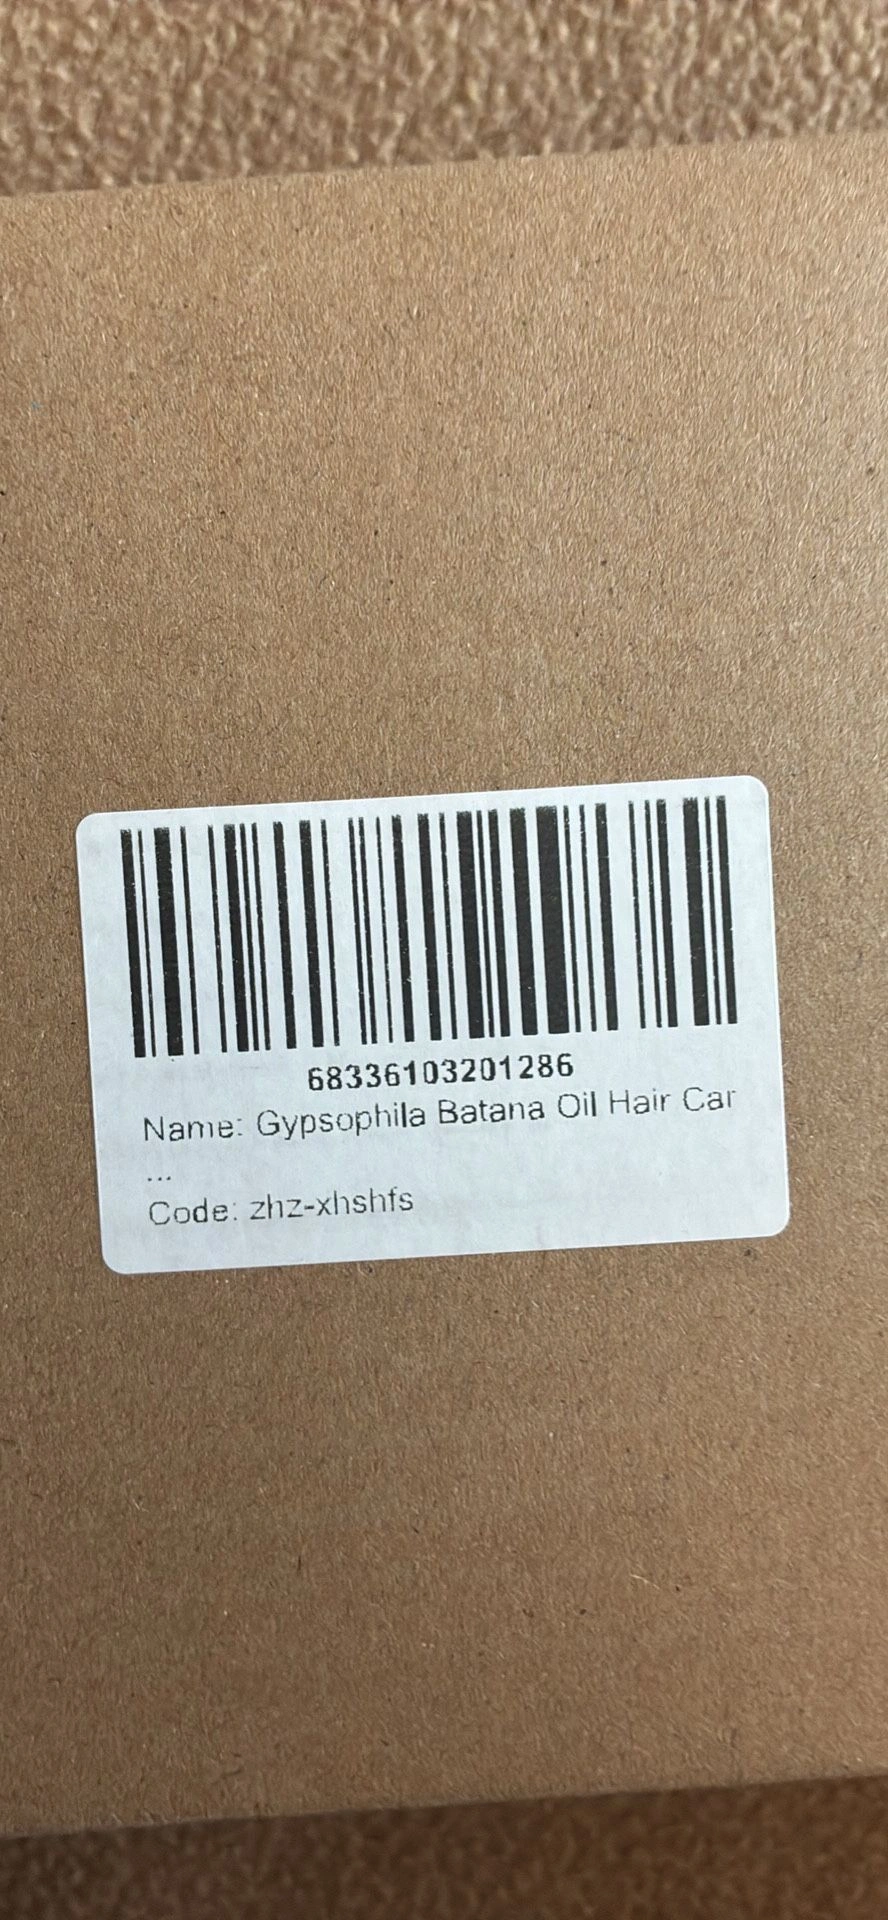 68336103201286
Name: Gypsophila Batana Oil Hair Car
...
Code: zhz-xhshfs